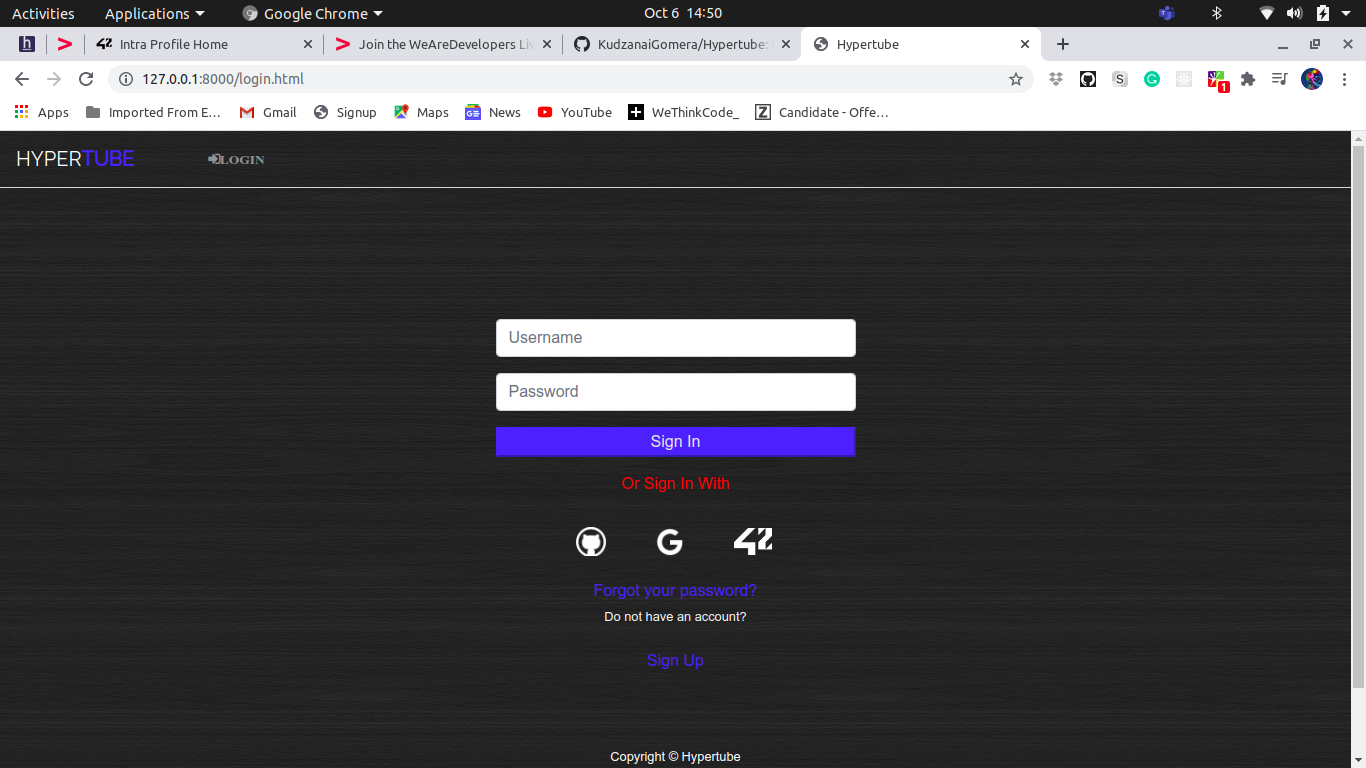 Activities Applications Google Chrome Oct 6 14:50
Intra Profile Home Join the WeAreDevelopers Li KudzanaiGomera/Hypertube: Hypertube
127.0.0.1:8000/login.html
1
Apps Imported From E... Gmail Signup Maps News YouTube WeThinkCode_ Candidate - Offe...
HYPERTUBE LOGIN
Username
Password
Sign In
Or Sign In With
G 42
Forgot your password?
Do not have an account?
Sign Up
Copyright © Hypertube